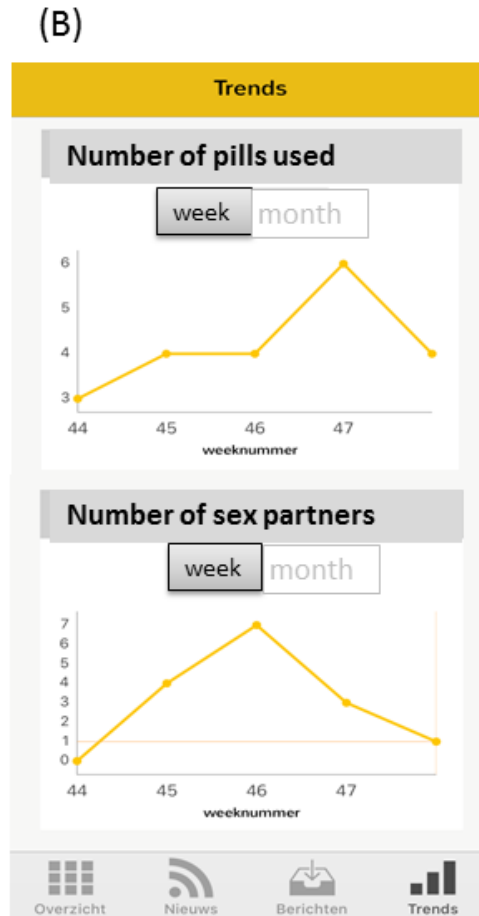 (B)
Trends
Number of pills used
week month
6
5
4
3
44 45 46 47
weeknummer
Number of sex partners
week month
7
6
5
4
3
2
1
0
44 45 46 47
weeknummer
Overzicht Nieuws Berichten Trends